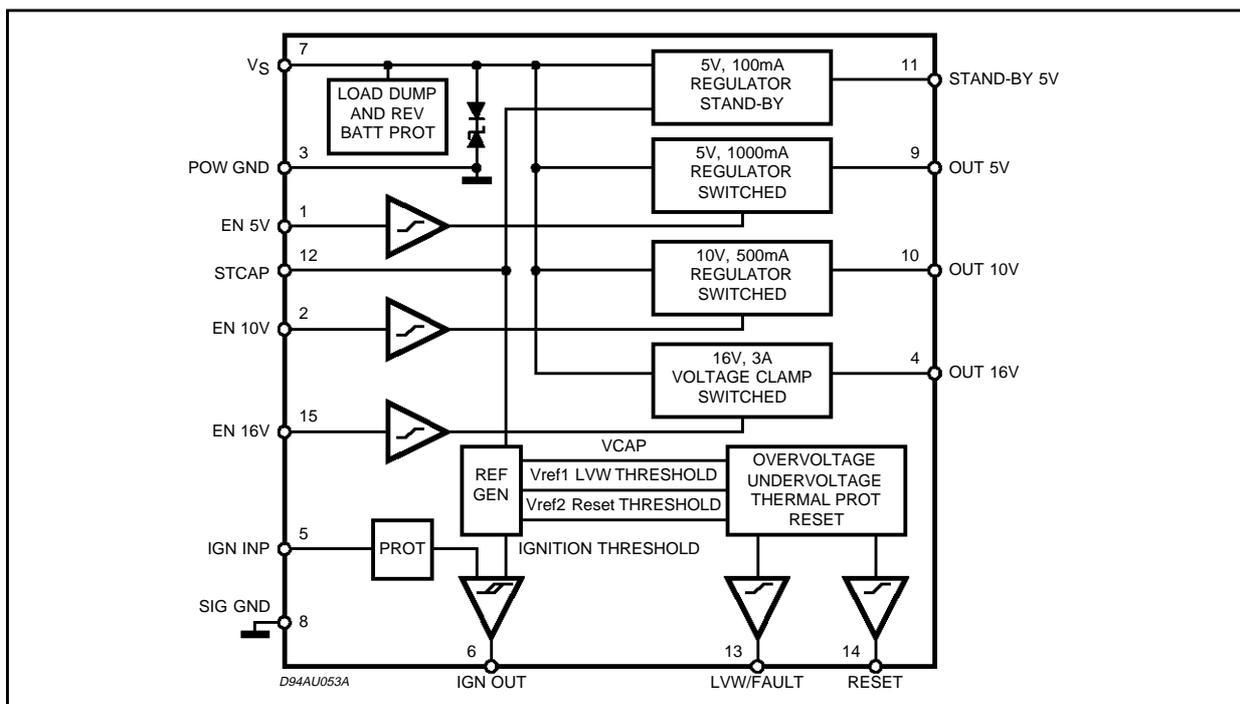 7
VS
LOAD DUMP
AND REV
BATT PROT
5V, 100mA
REGULATOR
STAND-BY
11
STAND-BY 5V
3
POW GND
5V, 1000mA
REGULATOR
SWITCHED
9
OUT 5V
1
EN 5V
12
STCAP
10V, 500mA
REGULATOR
SWITCHED
10
OUT 10V
2
EN 10V
16V, 3A
VOLTAGE CLAMP
SWITCHED
4
OUT 16V
15
EN 16V
REF
GEN
VCAP
Vref1 LVW THRESHOLD
Vref2 Reset THRESHOLD
OVERVOLTAGE
UNDERVOLTAGE
THERMAL PROT
RESET
5
IGN INP
PROT
IGNITION THRESHOLD
SIG GND
8
6
13
14
D94AU053A
IGN OUT
LVW/FAULT
RESET